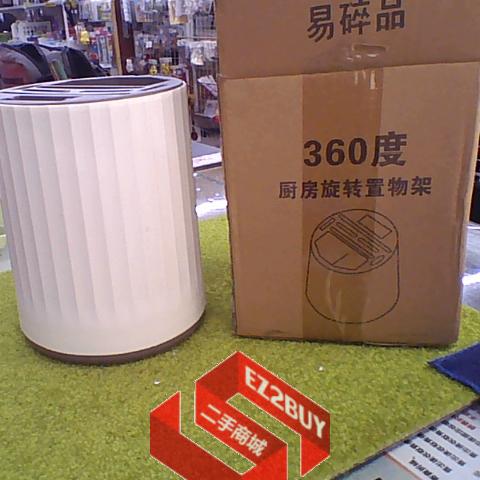 易碎品
360度
厨房旋转置物架
EZ2BUY
二手商城